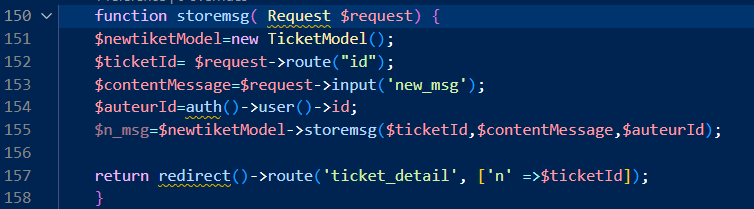 150 function storemsg( Request $request) {
151 $newtiketModel=new TicketModel();
152 $ticketId= $request->route("id");
153 $contentMessage=$request->input('new_msg');
154 $auteurId=auth()->user()->id;
155 $n_msg=$newtiketModel->storemsg($ticketId,$contentMessage,$auteurId);
156
157 return redirect()->route('ticket_detail', ['n' =>$ticketId]);
158 }